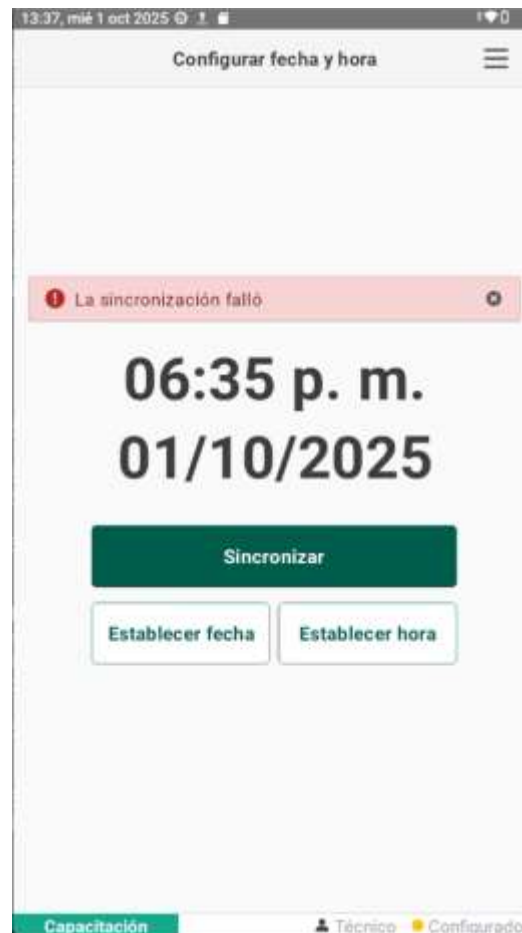 13:37, mié 1 oct 2025
Configurar fecha y hora
La sincronización falló
06:35 p. m.
01/10/2025
Sincronizar
Establecer fecha
Establecer hora
Capacitación
Técnico
Configurado